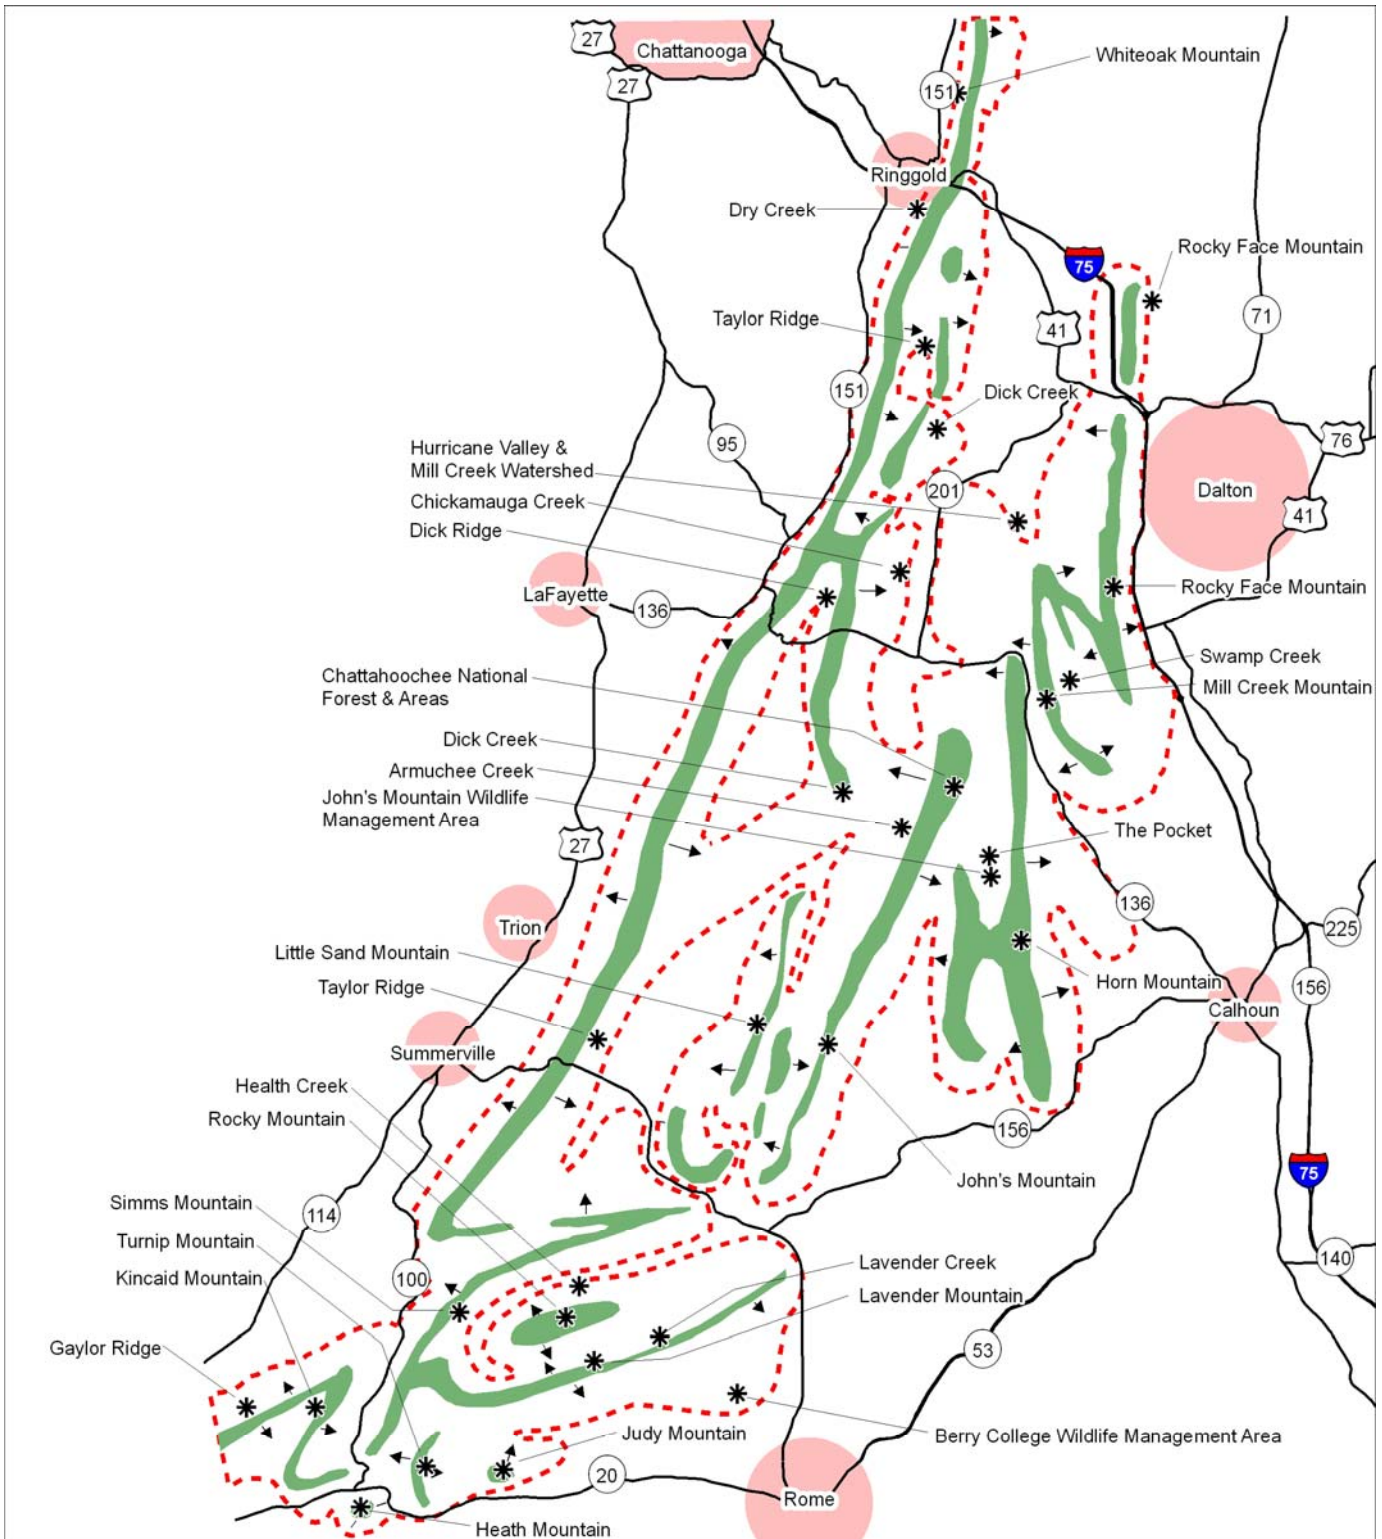 27
Chattanooga
27
Whiteoak Mountain
151
Ringgold
Dry Creek
Rocky Face Mountain
75
Taylor Ridge
41
71
151
Dick Creek
Hurricane Valley &
Mill Creek Watershed
95
76
201
Dalton
Chickamauga Creek
41
Dick Ridge
LaFayette
136
Rocky Face Mountain
Chattahoochee National
Forest & Areas
Swamp Creek
Mill Creek Mountain
Dick Creek
Armuchee Creek
John's Mountain Wildlife
Management Area
The Pocket
27
136
Trion
225
Little Sand Mountain
Taylor Ridge
Horn Mountain
156
Calhoun
Summerville
Health Creek
Rocky Mountain
156
John's Mountain
75
Simms Mountain
114
Turnip Mountain
Kincaid Mountain
100
Lavender Creek
140
Lavender Mountain
Gaylor Ridge
53
Judy Mountain
Berry College Wildlife Management Area
20
Rome
Heath Mountain